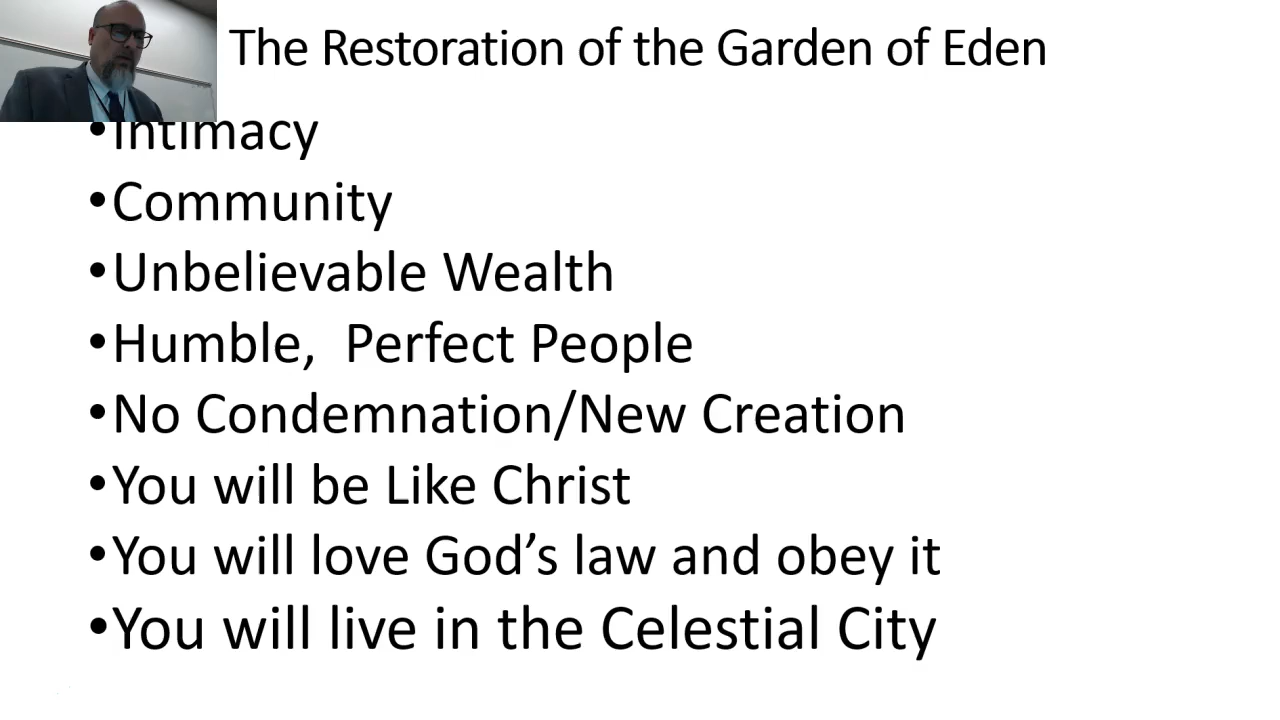 The Restoration of the Garden of Eden
•Intimacy
•Community
•Unbelievable Wealth
•Humble,  Perfect People
•No Condemnation/New Creation
•You will be Like Christ
•You will love God’s law and obey it
•You will live in the Celestial City